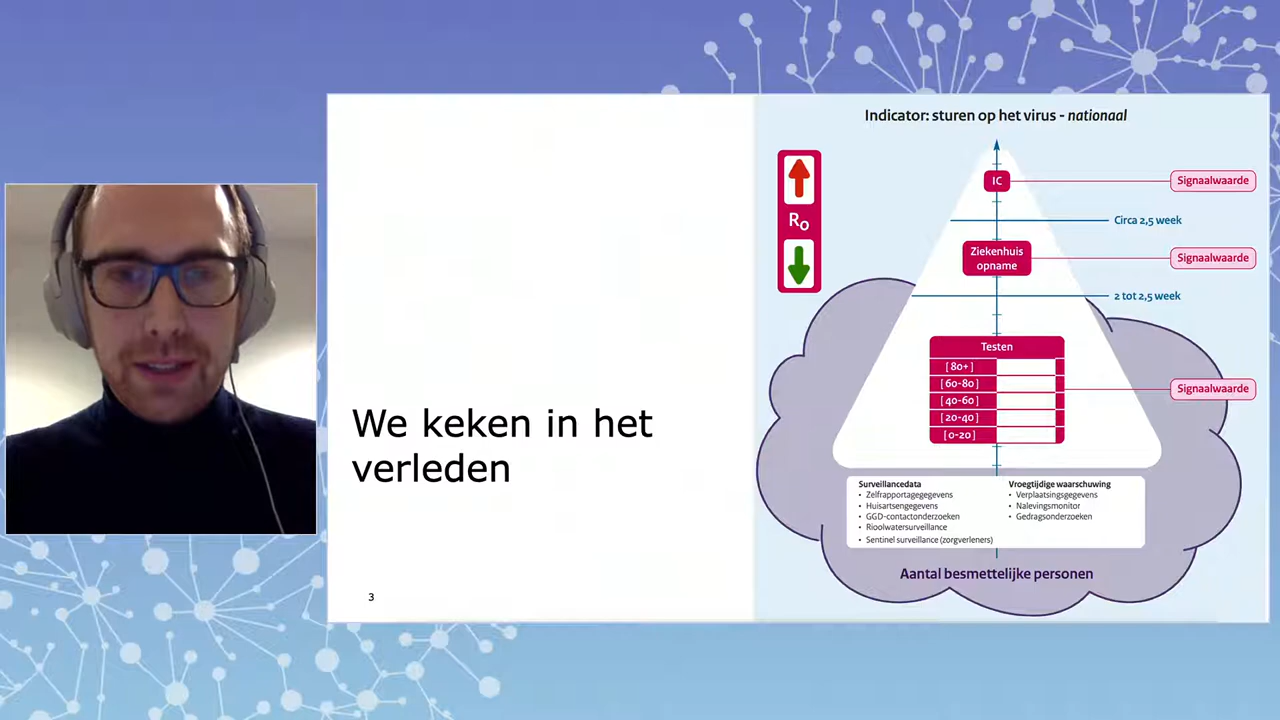 We keken in het
verleden
3
Indicator: sturen op het virus - nationaal
R0
IC
Signaalwaarde
Circa 2,5 week
Ziekenhuis
opname
Signaalwaarde
2 tot 2,5 week
Testen
[ 80+ ]
[ 60-80 ]
[ 40-60 ]
[ 20-40 ]
[ 0-20 ]
Signaalwaarde
Surveillancedata
• Zelfrapportagegegevens
• Huisartsengegevens
• GGD-contactonderzoeken
• Rioolwatersurveillance
• Sentinel surveillance (zorgverleners)
Vroegtijdige waarschuwing
• Verplaatsingsgegevens
• Nalevingsmonitor
• Gedragsonderzoeken
Aantal besmettelijke personen